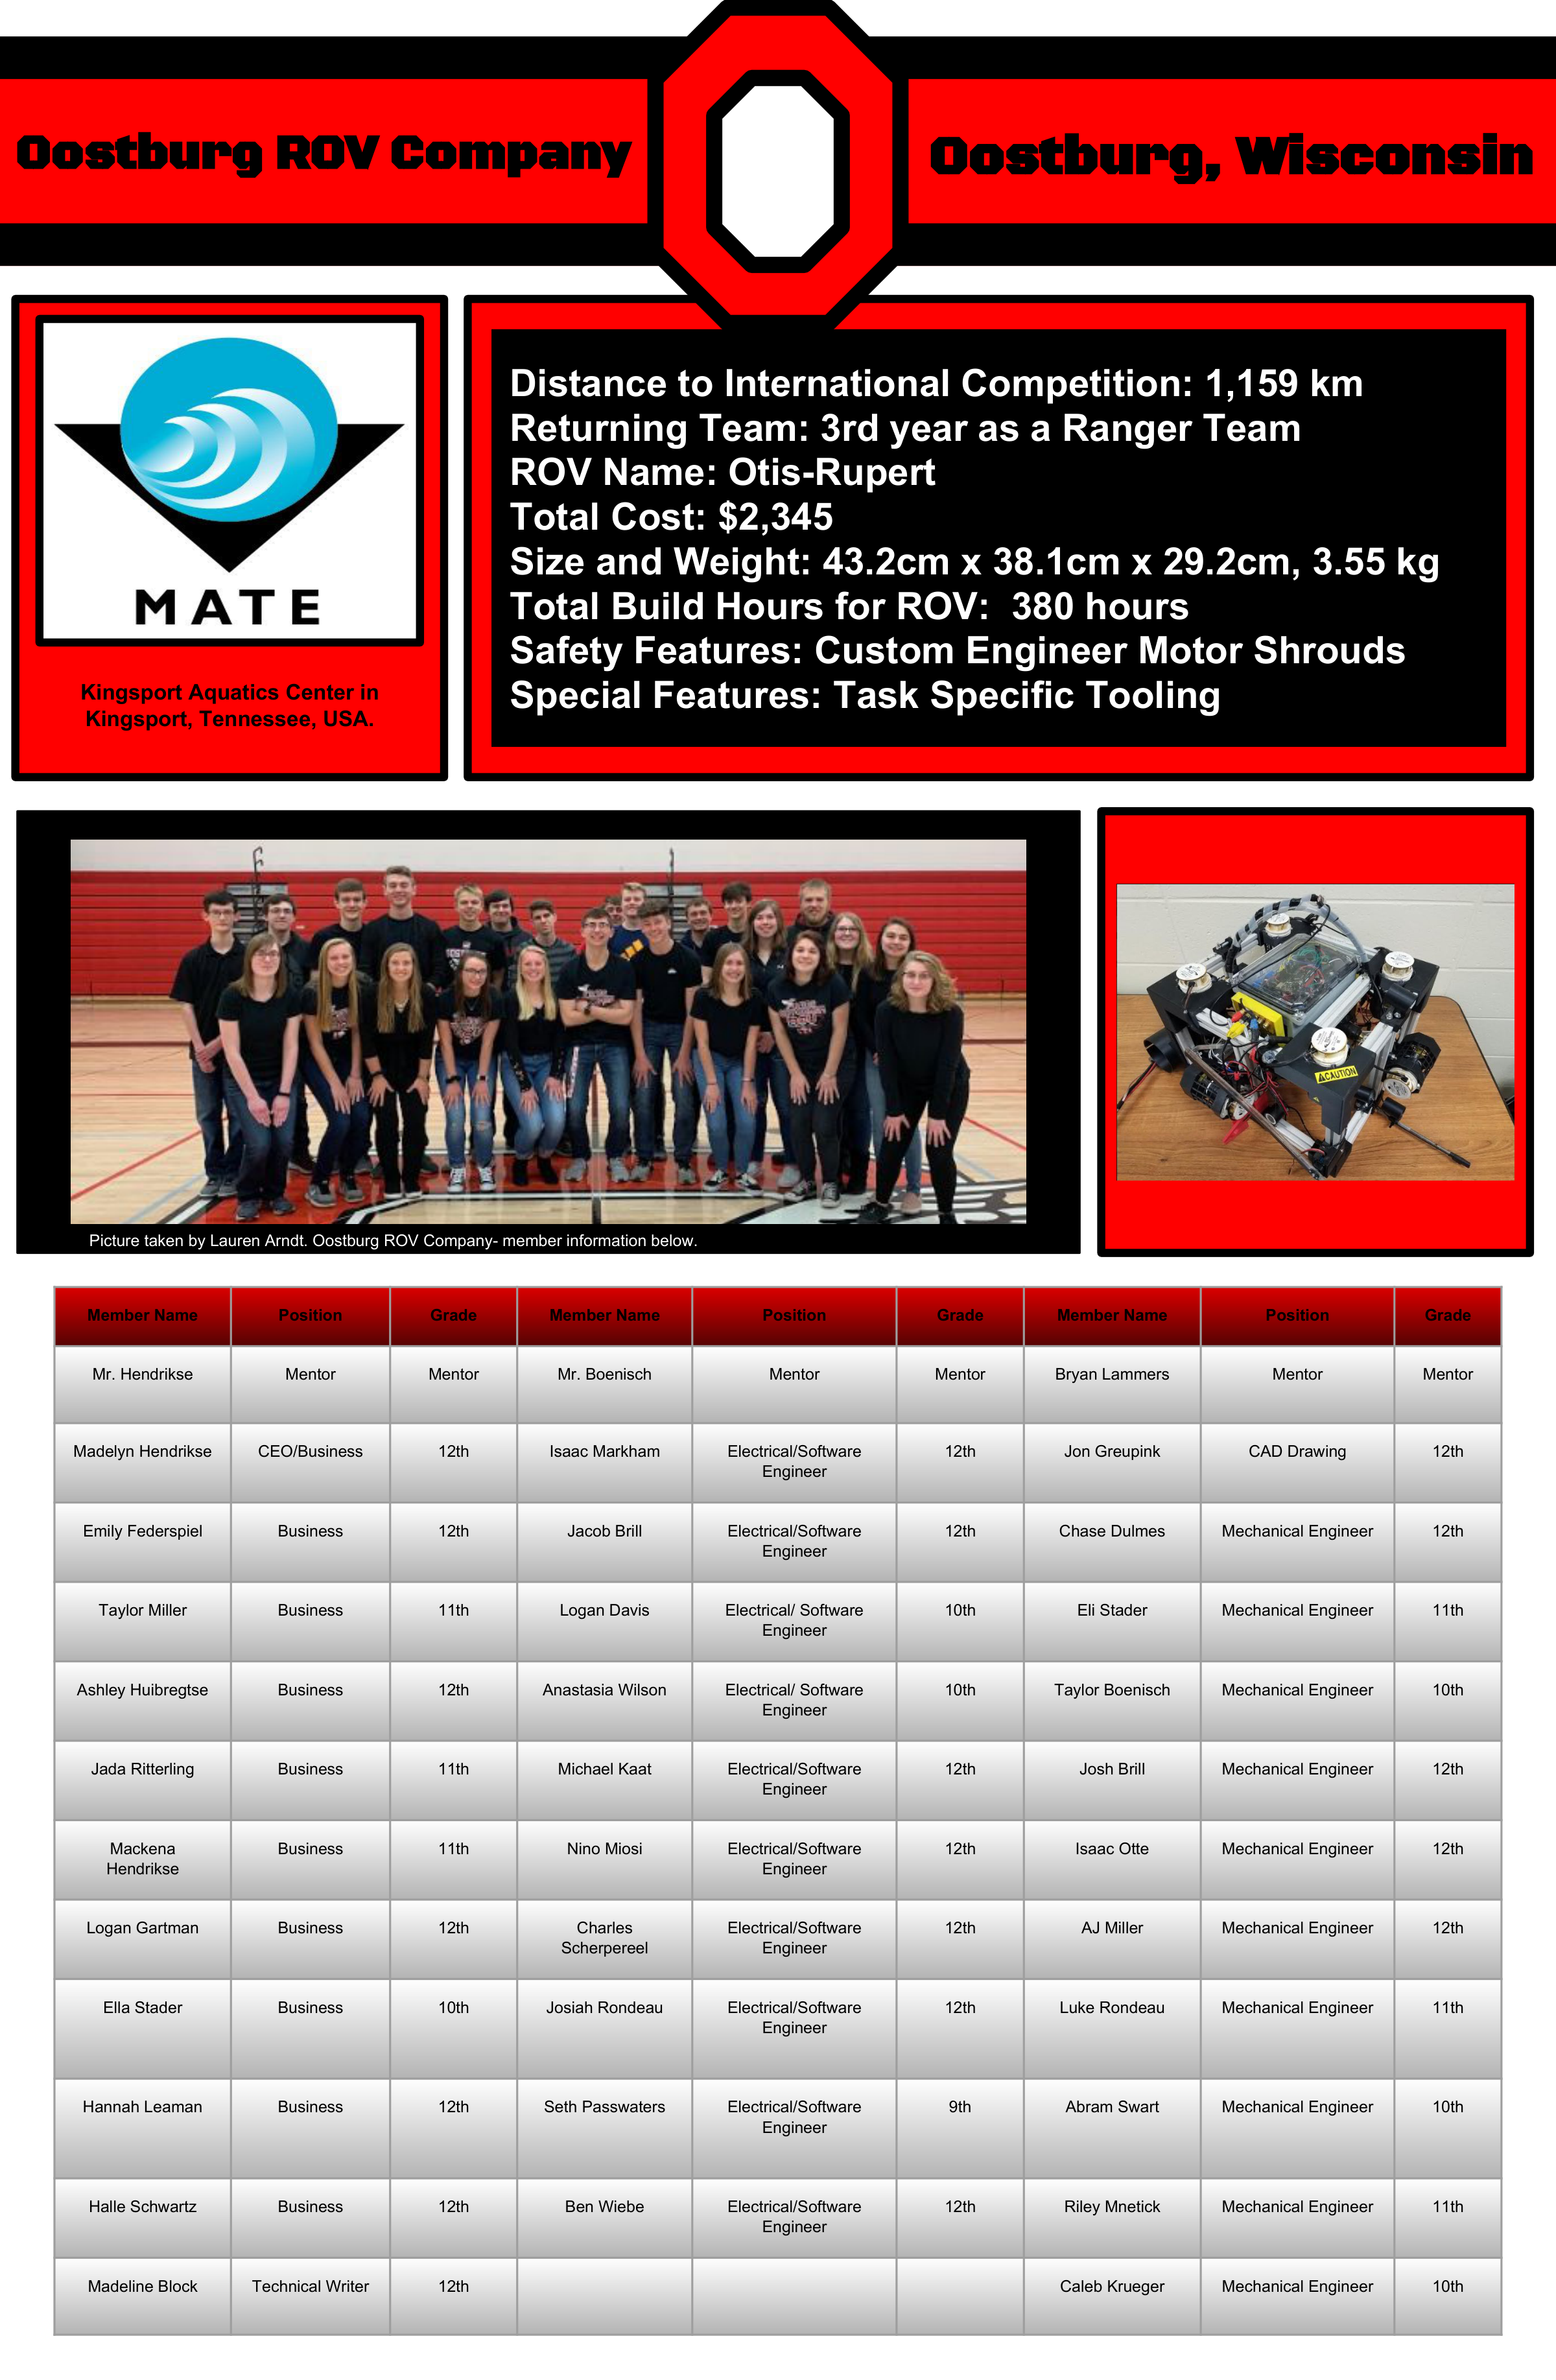 Oostburg ROV Company
Oostburg, Wisconsin
MATE
Kingsport Aquatics Center in
Kingsport, Tennessee, USA.
Distance to International Competition: 1,159 km
Returning Team: 3rd year as a Ranger Team
ROV Name: Otis-Rupert
Total Cost: $2,345
Size and Weight: 43.2cm x 38.1cm x 29.2cm, 3.55 kg
Total Build Hours for ROV:  380 hours
Safety Features: Custom Engineer Motor Shrouds
Special Features: Task Specific Tooling
Picture taken by Lauren Arndt. Oostburg ROV Company- member information below.
⚠CAUTION
Member Name Position Grade Member Name Position Grade Member Name Position Grade
Mr. Hendrikse Mentor Mentor Mr. Boenisch Mentor Mentor Bryan Lammers Mentor Mentor
Madelyn Hendrikse CEO/Business 12th Isaac Markham Electrical/Software Engineer 12th Jon Greupink CAD Drawing 12th
Emily Federspiel Business 12th Jacob Brill Electrical/Software Engineer 12th Chase Dulmes Mechanical Engineer 12th
Taylor Miller Business 11th Logan Davis Electrical/ Software Engineer 10th Eli Stader Mechanical Engineer 11th
Ashley Huibregtse Business 12th Anastasia Wilson Electrical/ Software Engineer 10th Taylor Boenisch Mechanical Engineer 10th
Jada Ritterling Business 11th Michael Kaat Electrical/Software Engineer 12th Josh Brill Mechanical Engineer 12th
Mackena Hendrikse Business 11th Nino Miosi Electrical/Software Engineer 12th Isaac Otte Mechanical Engineer 12th
Logan Gartman Business 12th Charles Scherpereel Electrical/Software Engineer 12th AJ Miller Mechanical Engineer 12th
Ella Stader Business 10th Josiah Rondeau Electrical/Software Engineer 12th Luke Rondeau Mechanical Engineer 11th
Hannah Leaman Business 12th Seth Passwaters Electrical/Software Engineer 9th Abram Swart Mechanical Engineer 10th
Halle Schwartz Business 12th Ben Wiebe Electrical/Software Engineer 12th Riley Mnetick Mechanical Engineer 11th
Madeline Block Technical Writer 12th Caleb Krueger Mechanical Engineer 10th